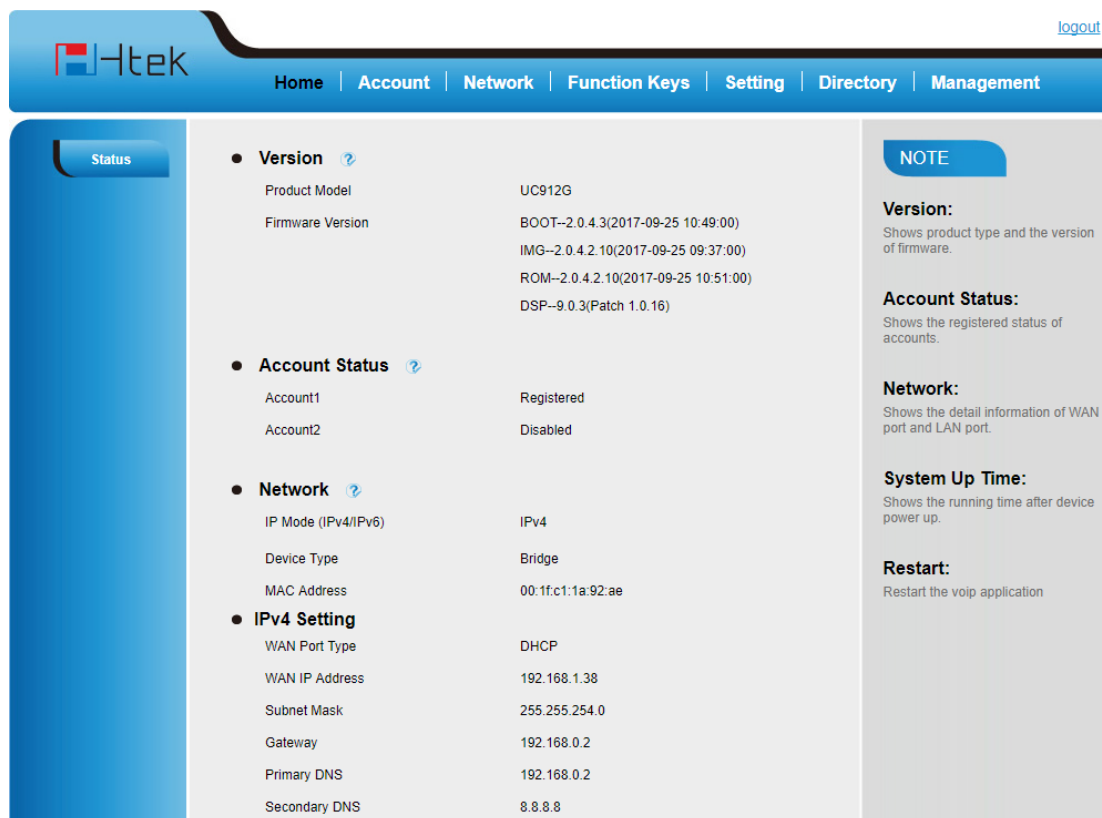 logout
Htek
Home Account Network Function Keys Setting Directory Management
Status
Version
Product Model UC912G
Firmware Version BOOT--2.0.4.3(2017-09-25 10:49:00)
IMG--2.0.4.2.10(2017-09-25 09:37:00)
ROM--2.0.4.2.10(2017-09-25 10:51:00)
DSP--9.0.3(Patch 1.0.16)
Account Status
Account1 Registered
Account2 Disabled
Network
IP Mode (IPv4/IPv6) IPv4
Device Type Bridge
MAC Address 00:1f:c1:1a:92:ae
IPv4 Setting
WAN Port Type DHCP
WAN IP Address 192.168.1.38
Subnet Mask 255.255.254.0
Gateway 192.168.0.2
Primary DNS 192.168.0.2
Secondary DNS 8.8.8.8
NOTE
Version:
Shows product type and the version
of firmware.
Account Status:
Shows the registered status of
accounts.
Network:
Shows the detail information of WAN
port and LAN port.
System Up Time:
Shows the running time after device
power up.
Restart:
Restart the voip application